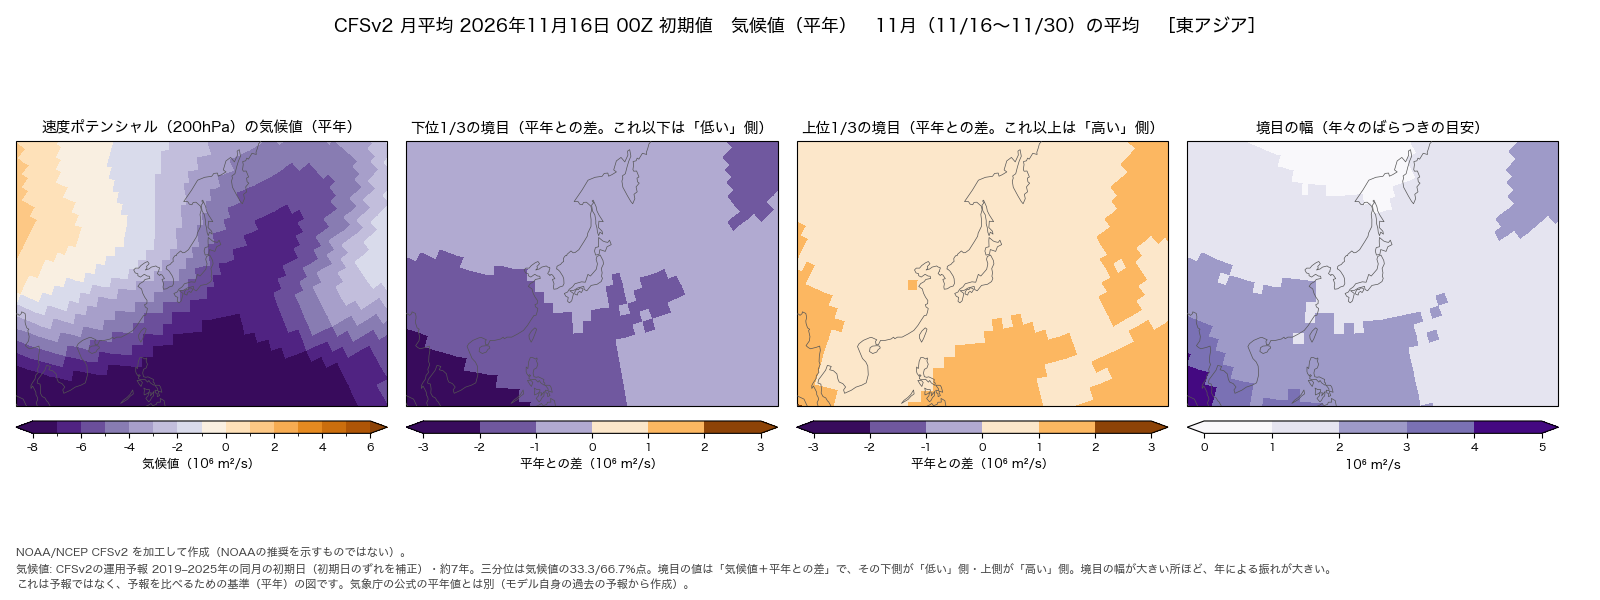 CFSv2 月平均 2026年11月16日 00Z 初期値　気候値（平年）　11月（11/16〜11/30）の平均　［東アジア］
速度ポテンシャル（200hPa）の気候値（平年）
下位1/3の境目（平年との差。これ以下は「低い」側）
上位1/3の境目（平年との差。これ以上は「高い」側）
境目の幅（年々のばらつきの目安）
-8 -6 -4 -2 0 2 4 6
気候値（10⁶ m²/s）
-3 -2 -1 0 1 2 3
平年との差（10⁶ m²/s）
-3 -2 -1 0 1 2 3
平年との差（10⁶ m²/s）
0 1 2 3 4 5
10⁶ m²/s
NOAA/NCEP CFSv2 を加工して作成（NOAAの推奨を示すものではない）。
気候値: CFSv2の運用予報 2019–2025年の同月の初期日（初期日のずれを補正）・約7年。三分位は気候値の33.3/66.7%点。境目の値は「気候値＋平年との差」で、その下側が「低い」側・上側が「高い」側。境目の幅が大きい所ほど、年による振れが大きい。
これは予報ではなく、予報を比べるための基準（平年）の図です。気象庁の公式の平年値とは別（モデル自身の過去の予報から作成）。